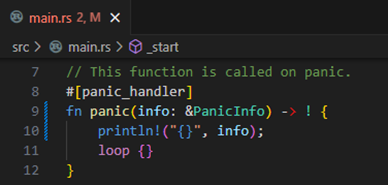 main.rs 2, M
src > main.rs > _start
7 // This function is called on panic.
8 #[panic_handler]
9 fn panic(info: &PanicInfo) -> ! {
10 println!("{}", info);
11 loop {}
12 }